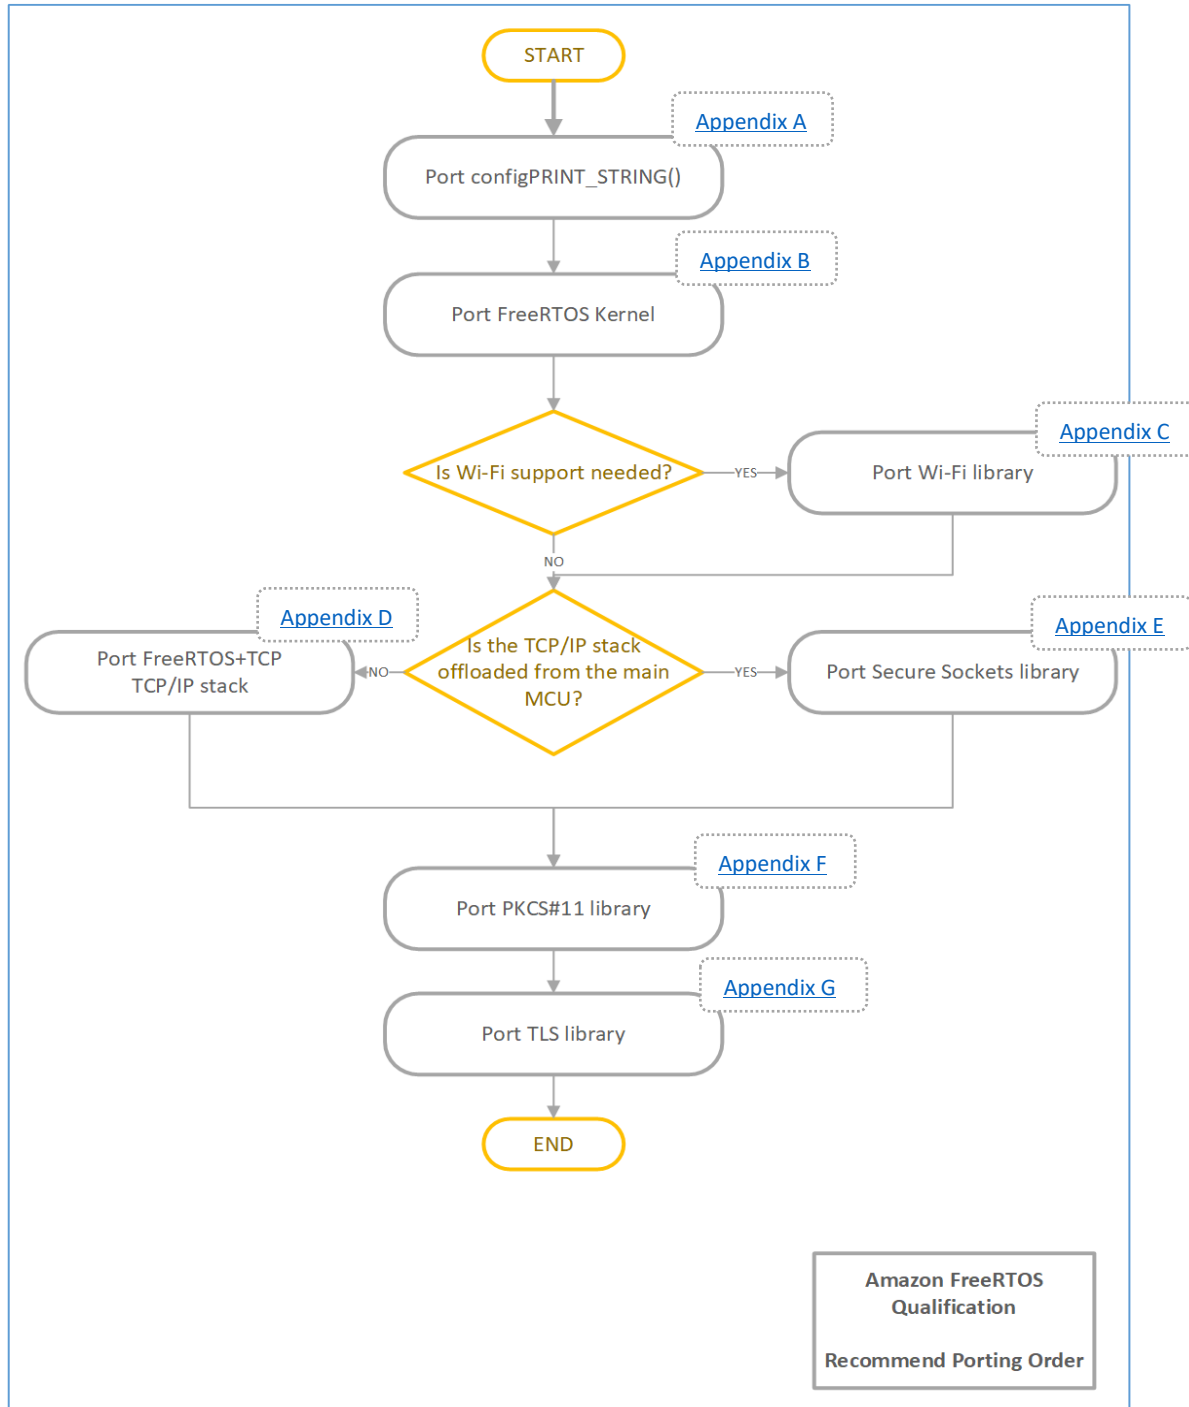 START
Appendix A
Port configPRINT_STRING()
Appendix B
Port FreeRTOS Kernel
Appendix C
Is Wi-Fi support needed?
YES
Port Wi-Fi library
NO
Appendix D
Appendix E
Port FreeRTOS+TCP
TCP/IP stack
NO
Is the TCP/IP stack
offloaded from the main
MCU?
YES
Port Secure Sockets library
Appendix F
Port PKCS#11 library
Appendix G
Port TLS library
END
Amazon FreeRTOS
Qualification
Recommend Porting Order